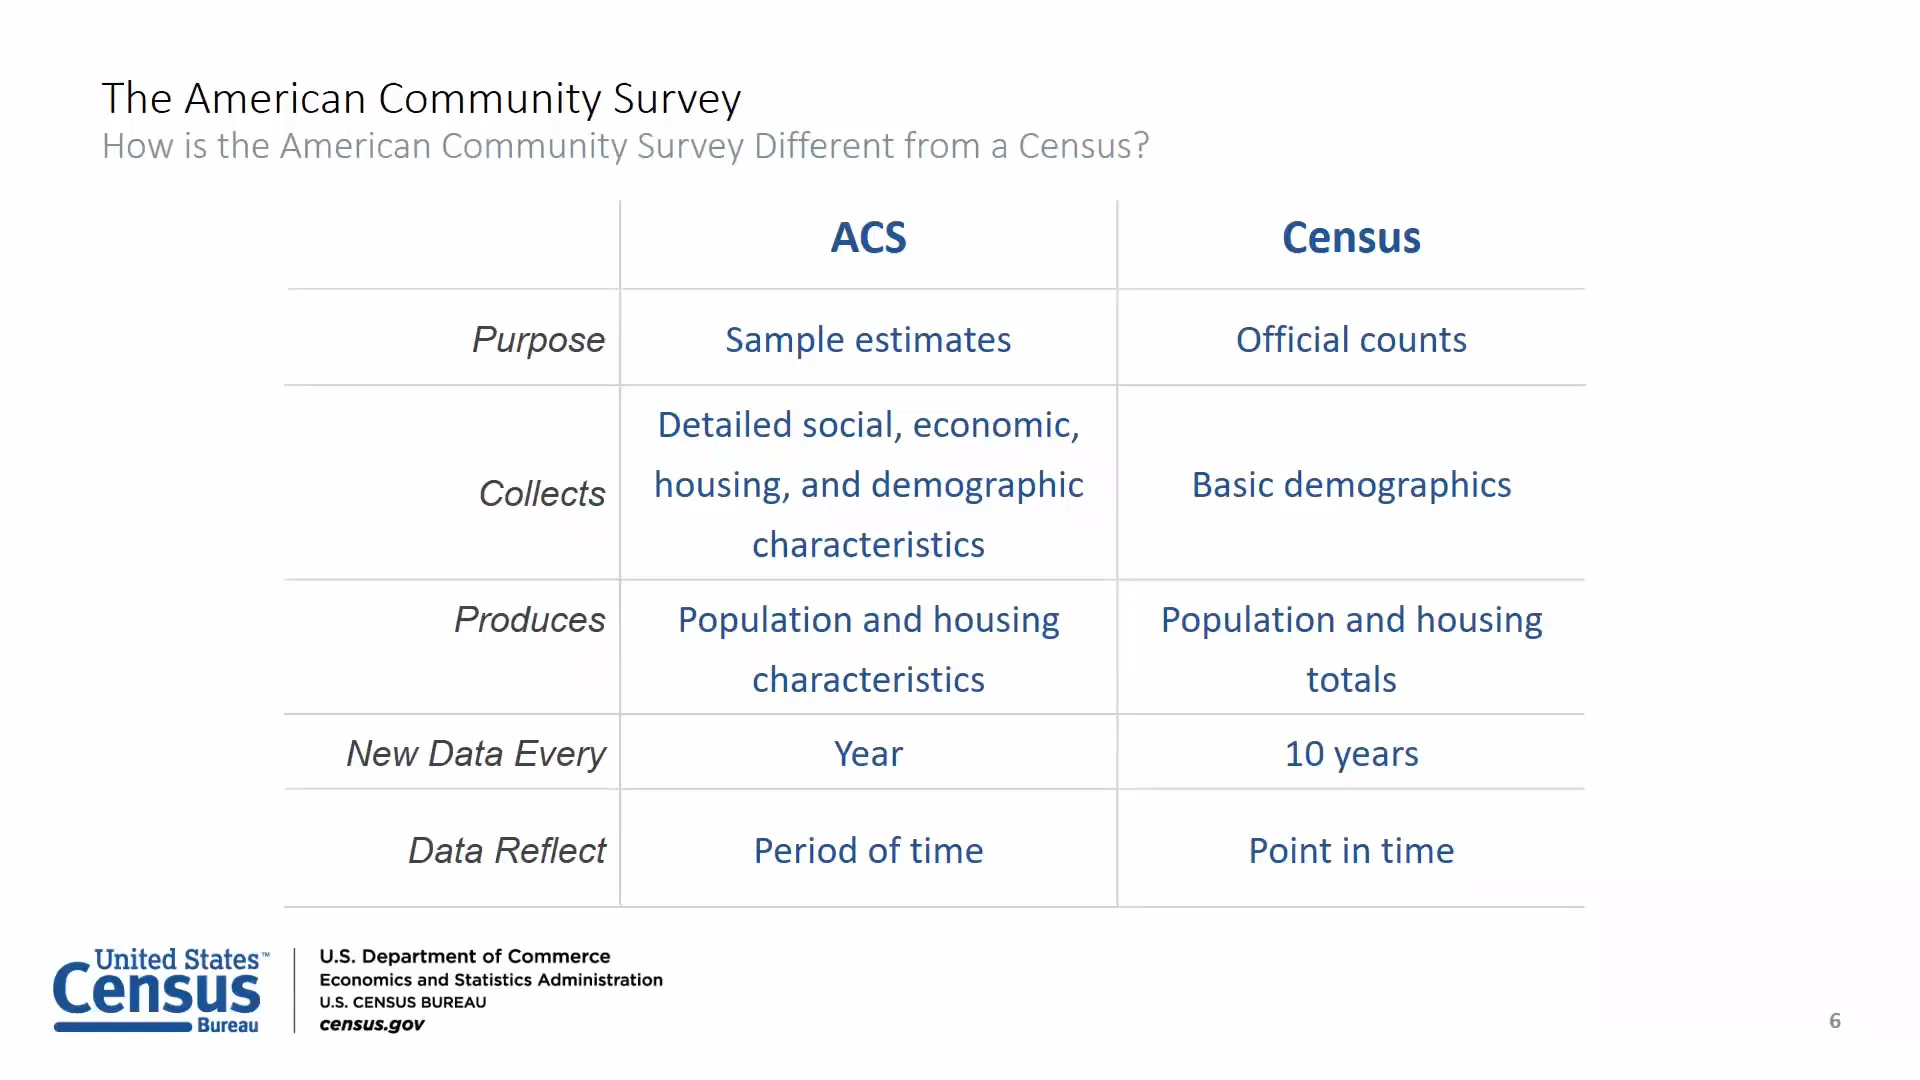 The American Community Survey
How is the American Community Survey Different from a Census?
ACS
Census
Purpose
Sample estimates
Official counts
Collects
Detailed social, economic,
housing, and demographic
characteristics
Basic demographics
Produces
Population and housing
characteristics
Population and housing
totals
New Data Every
Year
10 years
Data Reflect
Period of time
Point in time
United States™
Census
Bureau
U.S. Department of Commerce
Economics and Statistics Administration
U.S. CENSUS BUREAU
census.gov
6